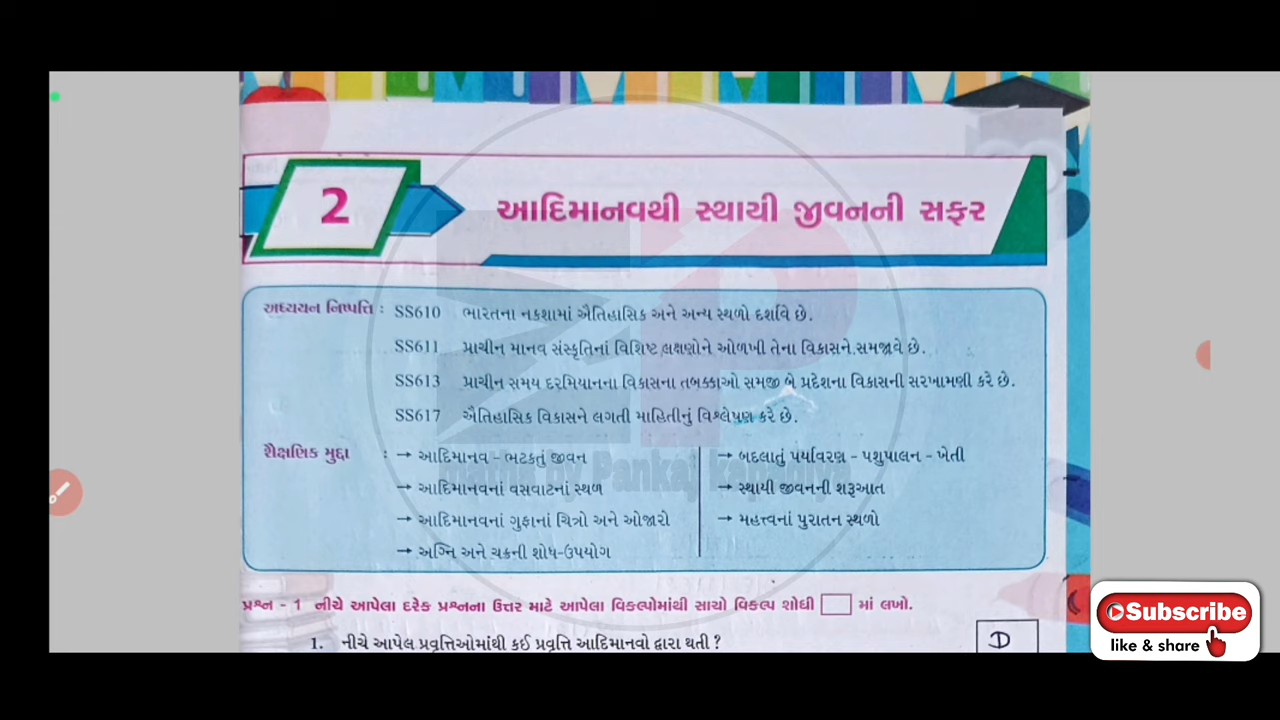 2
આદિમાનવથી સ્થાયી જીવનની સફર
અધ્યયન નિષ્પત્તિ : SS610 ભારતના નકશામાં ઐતિહાસિક અને અન્ય સ્થળો દર્શાવે છે.
SS611 પ્રાચીન માનવ સંસ્કૃતિનાં વિશિષ્ટ લક્ષણોને ઓળખી તેના વિકાસને સમજાવે છે.
SS613 પ્રાચીન સમય દરમિયાનના વિકાસના તબક્કાઓ સમજી બે પ્રદેશના વિકાસની સરખામણી કરે છે.
SS617 ઐતિહાસિક વિકાસને લગતી માહિતીનું વિશ્લેષણ કરે છે.
શૈક્ષણિક મુદ્દા : → આદિમાનવ - ભટકતું જીવન
→ આદિમાનવનાં વસવાટનાં સ્થળ
→ આદિમાનવનાં ગુફાનાં ચિત્રો અને ઓજારો
→ અગ્નિ અને ચક્રની શોધ-ઉપયોગ
→ બદલાતું પર્યાવરણ - પશુપાલન - ખેતી
→ સ્થાયી જીવનની શરૂઆત
→ મહત્ત્વનાં પુરાતન સ્થળો
પ્રશ્ન - 1 નીચે આપેલા દરેક પ્રશ્નના ઉત્તર માટે આપેલા વિકલ્પોમાંથી સાચો વિકલ્પ શોધી માં લખો.
1. નીચે આપેલ પ્રવૃત્તિઓમાંથી કઈ પ્રવૃત્તિ આદિમાનવો દ્વારા થતી ? D
Subscribe
like & share